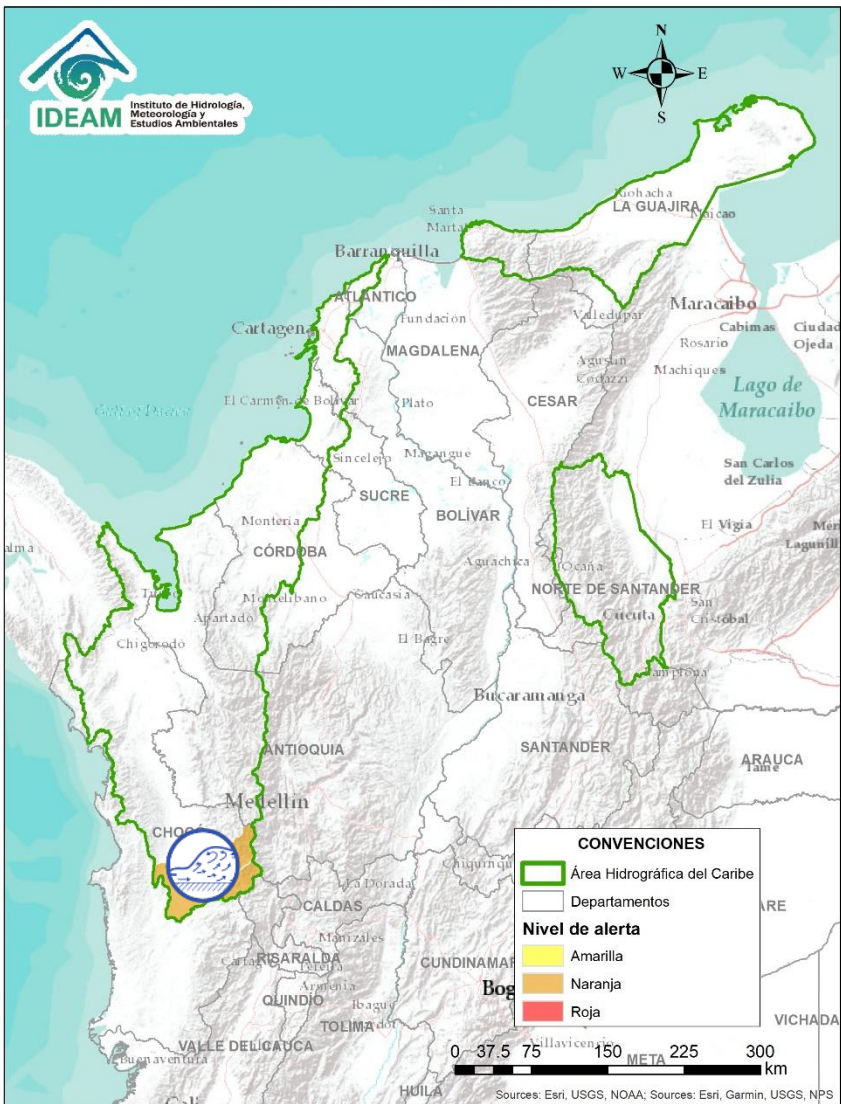 IDEAM
Instituto de Hidrología,
Meteorología y
Estudios Ambientales
N
W
E
S
Riohacha
LA GUAJIRA
Maicao
Santa
Marta
Barranquilla
ATLÁNTICO
Maracaibo
Cabimas
Ciudad
Ojeda
Cartagena
Fundación
Valledupar
Rosario
MAGDALENA
Machiques
Agustín
Codazzi
Lago de
Maracaibo
El Carmen de Bolívar
Plato
CESAR
Sincelejo
Magangué
San Carlos
del Zulia
SUCRE
El Banco
BOLÍVAR
Montería
El Vigía
CÓRDOBA
Aguachica
Ocaña
NORTE DE SANTANDER
Montelíbano
Caucasia
Apartadó
Cúcuta
San
Cristóbal
Chigorodó
El Bagre
Bucaramanga
ANTIOQUIA
SANTANDER
ARAUCA
Tame
Medellín
CONVENCIONES
Área Hidrográfica del Caribe
Departamentos
Nivel de alerta
Amarilla
Naranja
Roja
La Dorada
CALDAS
Manizales
RISARALDA
Pereira
CUNDINAMAR
Armenia
QUINDÍO
Ibagué
Bog
TOLIMA
VICHADA
VALLE DEL CAUCA
Villavicencio
META
Buenaventura
HUILA
0 37.5 75 150 225 300
km
Sources: Esri, USGS, NOAA; Sources: Esri, Garmin, USGS, NPS